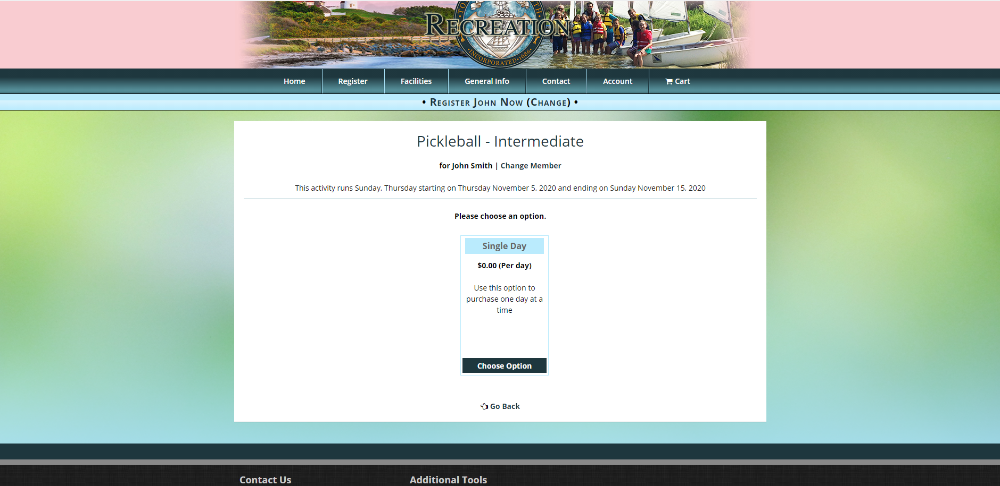 RECREATION
INCORPORATED • 1686
Home
Register
Facilities
General Info
Contact
Account
Cart
• Register John Now (Change) •
Pickleball - Intermediate
for John Smith | Change Member
This activity runs Sunday, Thursday starting on Thursday November 5, 2020 and ending on Sunday November 15, 2020
Please choose an option.
Single Day
$0.00 (Per day)
Use this option to
purchase one day at a
time
Choose Option
Go Back
Contact Us
Additional Tools